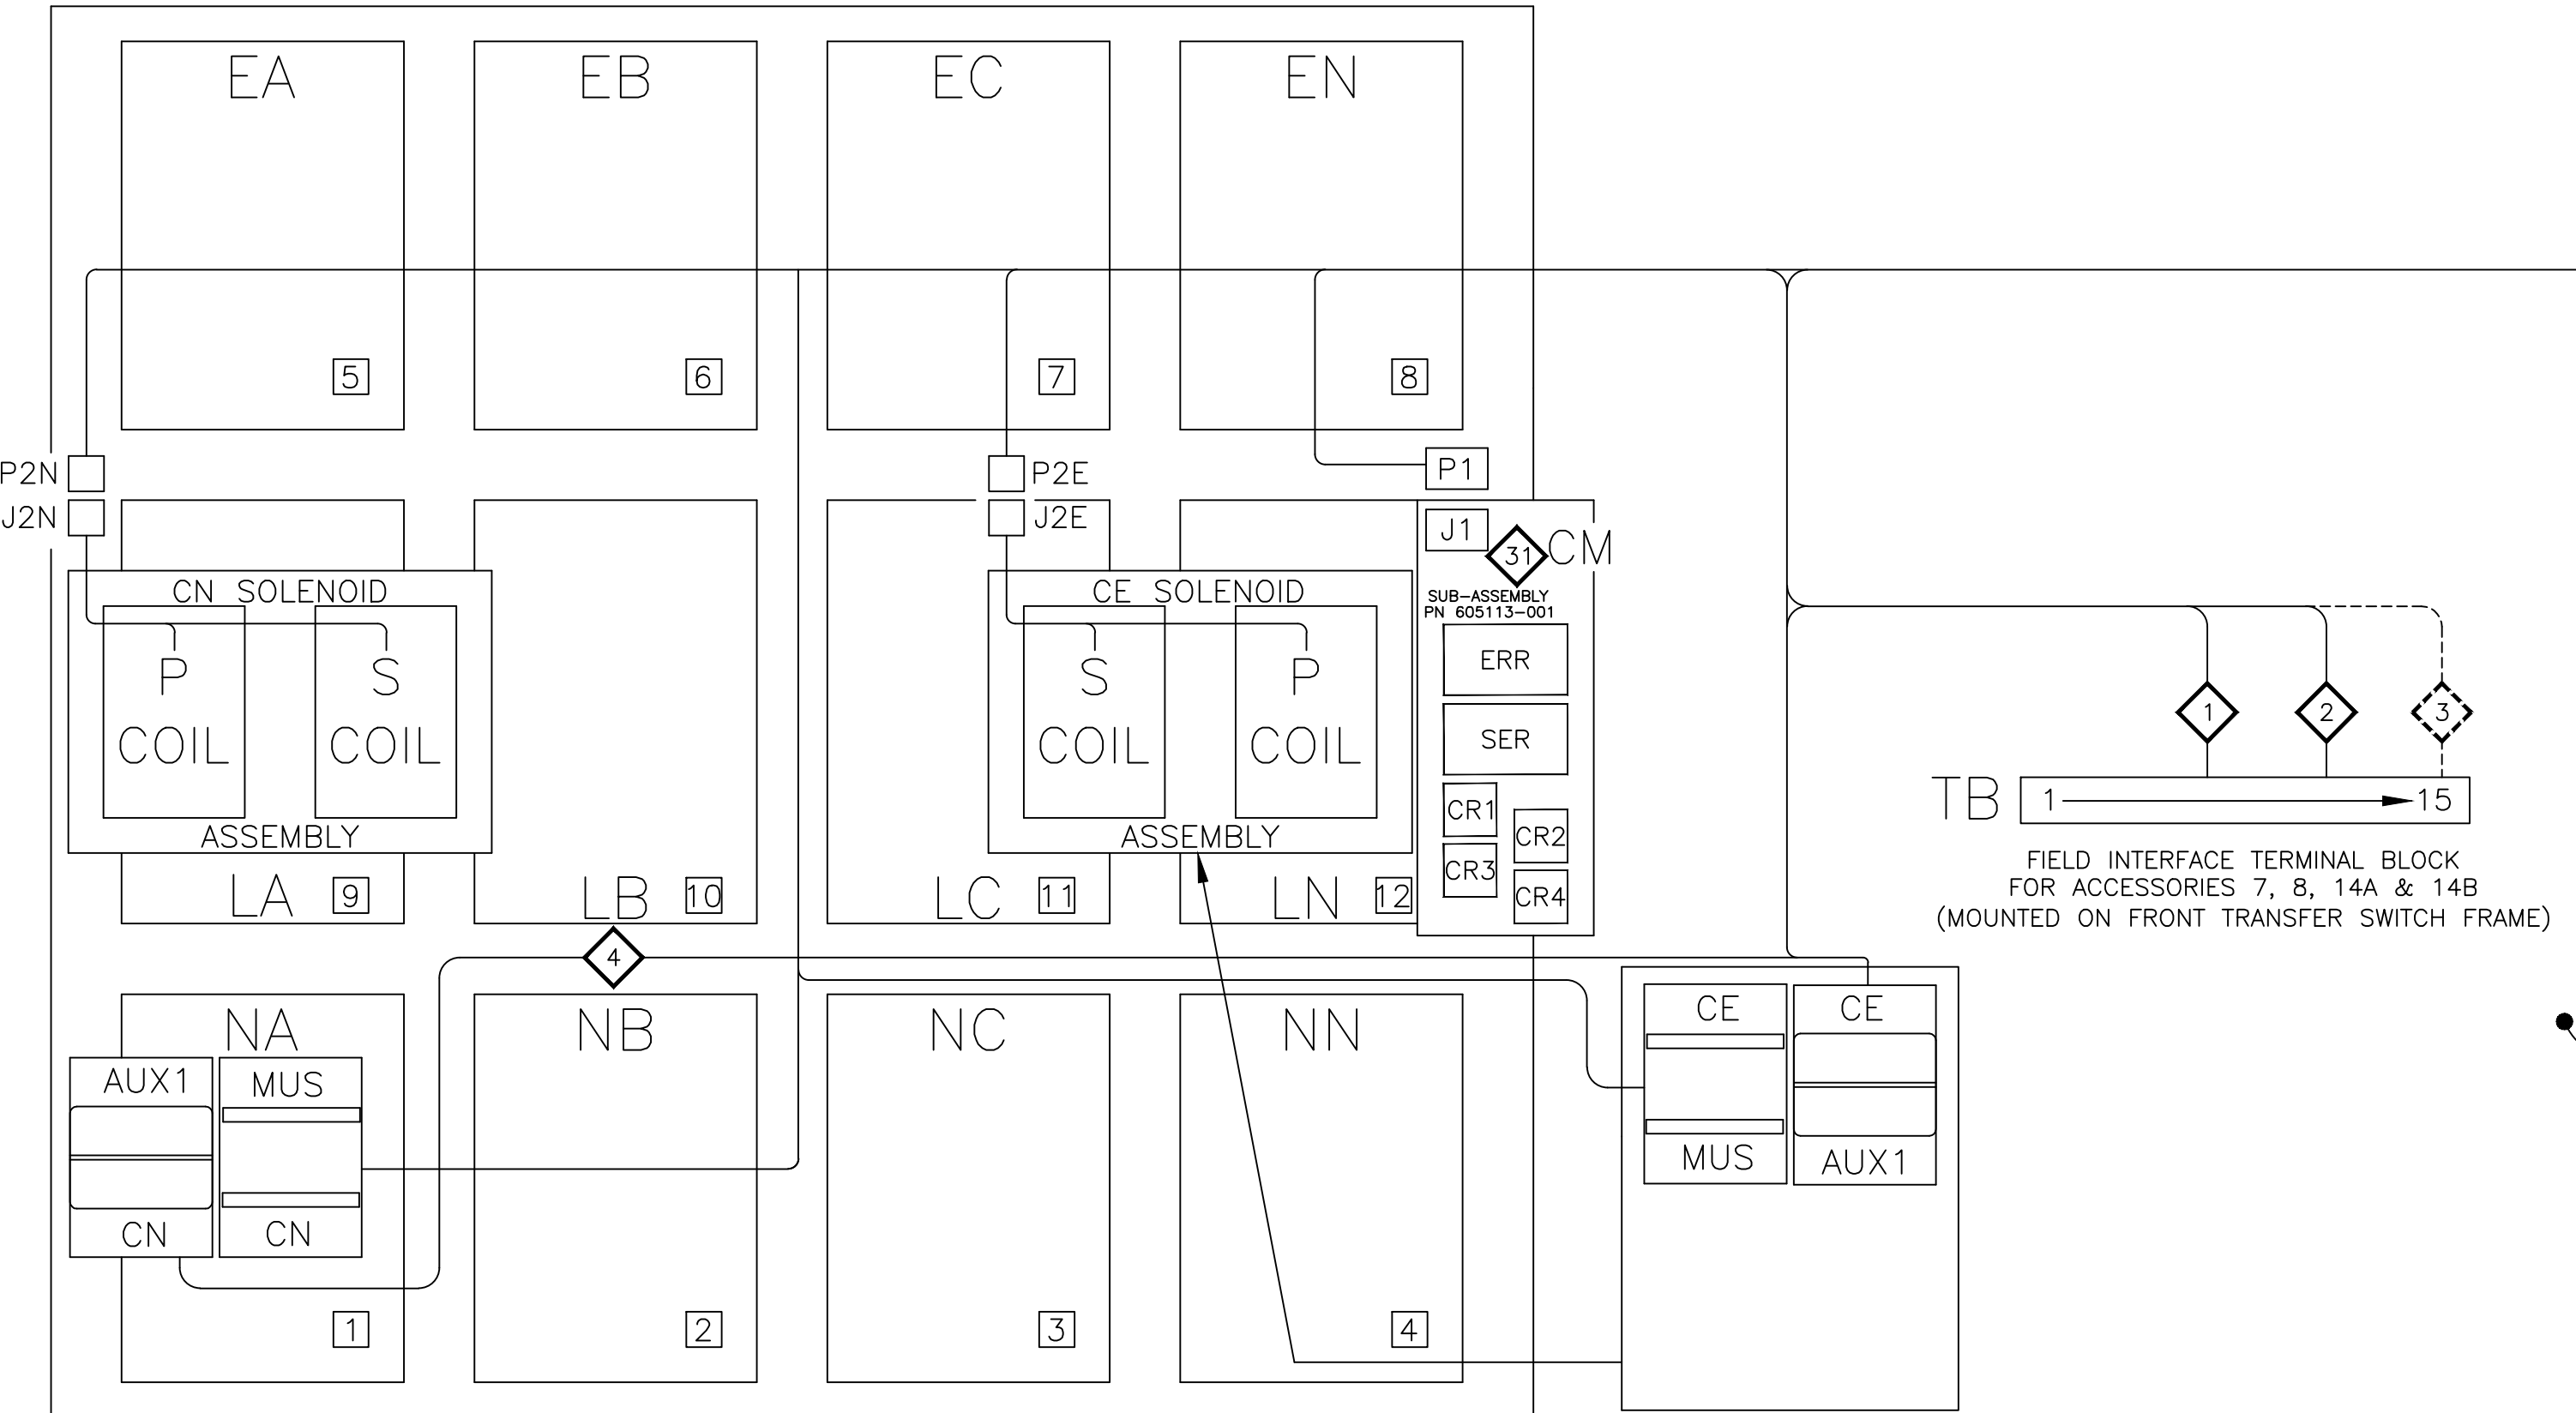 EA
EB
EC
EN
5
6
7
8
P2N
P2E
P1
J2N
J2E
J1
31
CM
CN SOLENOID
CE SOLENOID
SUB-ASSEMBLY
PN 605113-001
P
COIL
S
COIL
S
COIL
P
COIL
ERR
SER
CR1
CR2
CR3
CR4
ASSEMBLY
ASSEMBLY
1
2
3
TB
1
15
FIELD INTERFACE TERMINAL BLOCK
FOR ACCESSORIES 7, 8, 14A & 14B
(MOUNTED ON FRONT TRANSFER SWITCH FRAME)
LA
9
LB
10
LC
11
LN
12
4
NA
NB
NC
NN
CE
CE
AUX1
MUS
MUS
AUX1
CN
CN
1
2
3
4